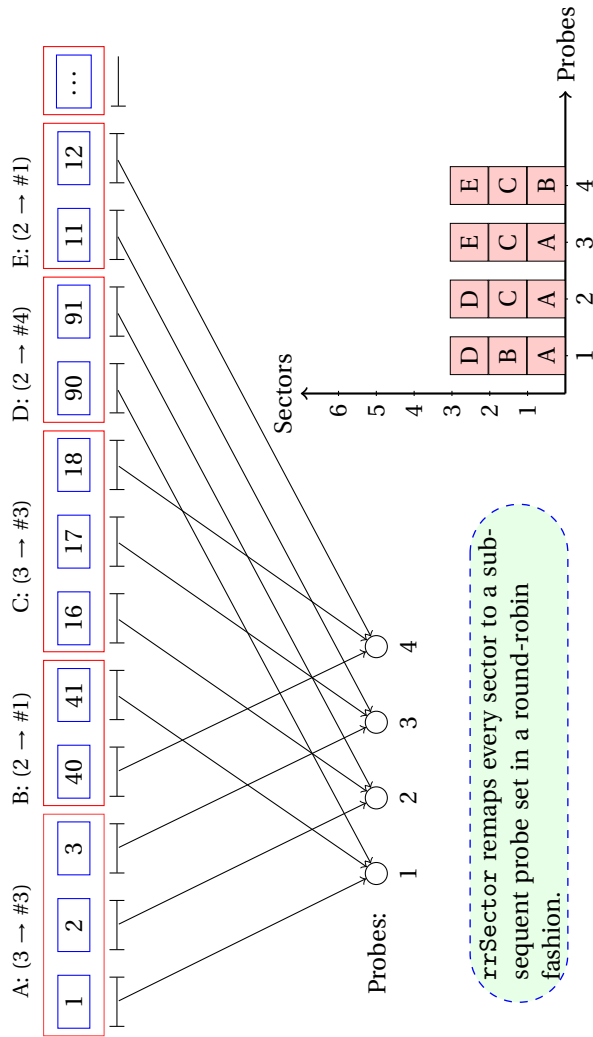 A: (3 → #3) B: (2 → #1) C: (3 → #3) D: (2 → #4) E: (2 → #1)
1 2 3 40 41 16 17 18 90 91 11 12 ...
Probes: 1 2 3 4
rrSector remaps every sector to a sub-
sequent probe set in a round-robin
fashion.
Sectors
6
5
4
3 D D E E
2 B C C C
1 A A A B
1 2 3 4
Probes